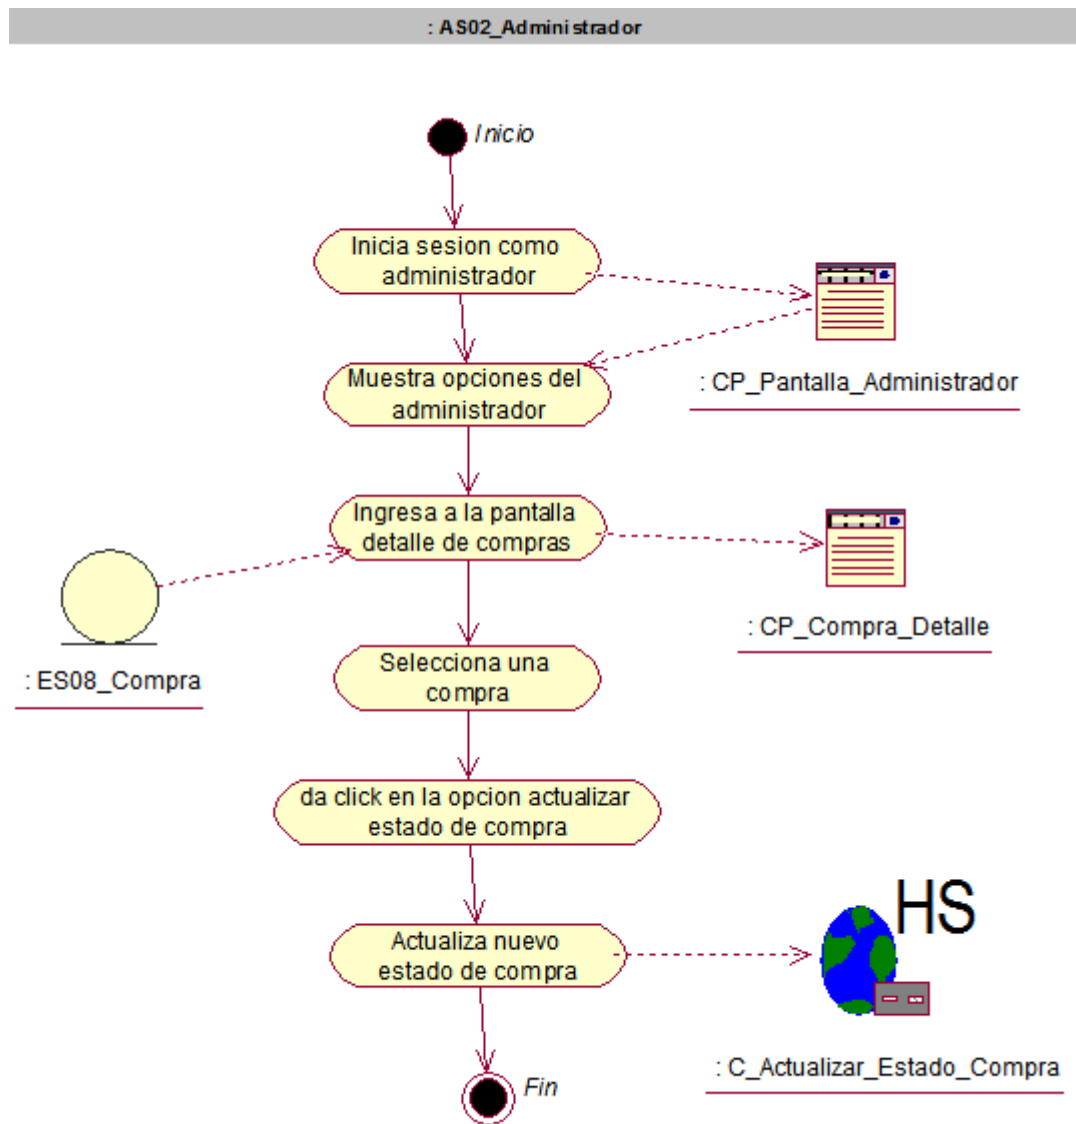 : AS02_Administrador
Inicio
Inicia sesion como
administrador
Muestra opciones del
administrador
: CP_Pantalla_Administrador
Ingresa a la pantalla
detalle de compras
: CP_Compra_Detalle
: ES08_Compra
Selecciona una
compra
da click en la opcion actualizar
estado de compra
HS
Actualiza nuevo
estado de compra
: C_Actualizar_Estado_Compra
Fin